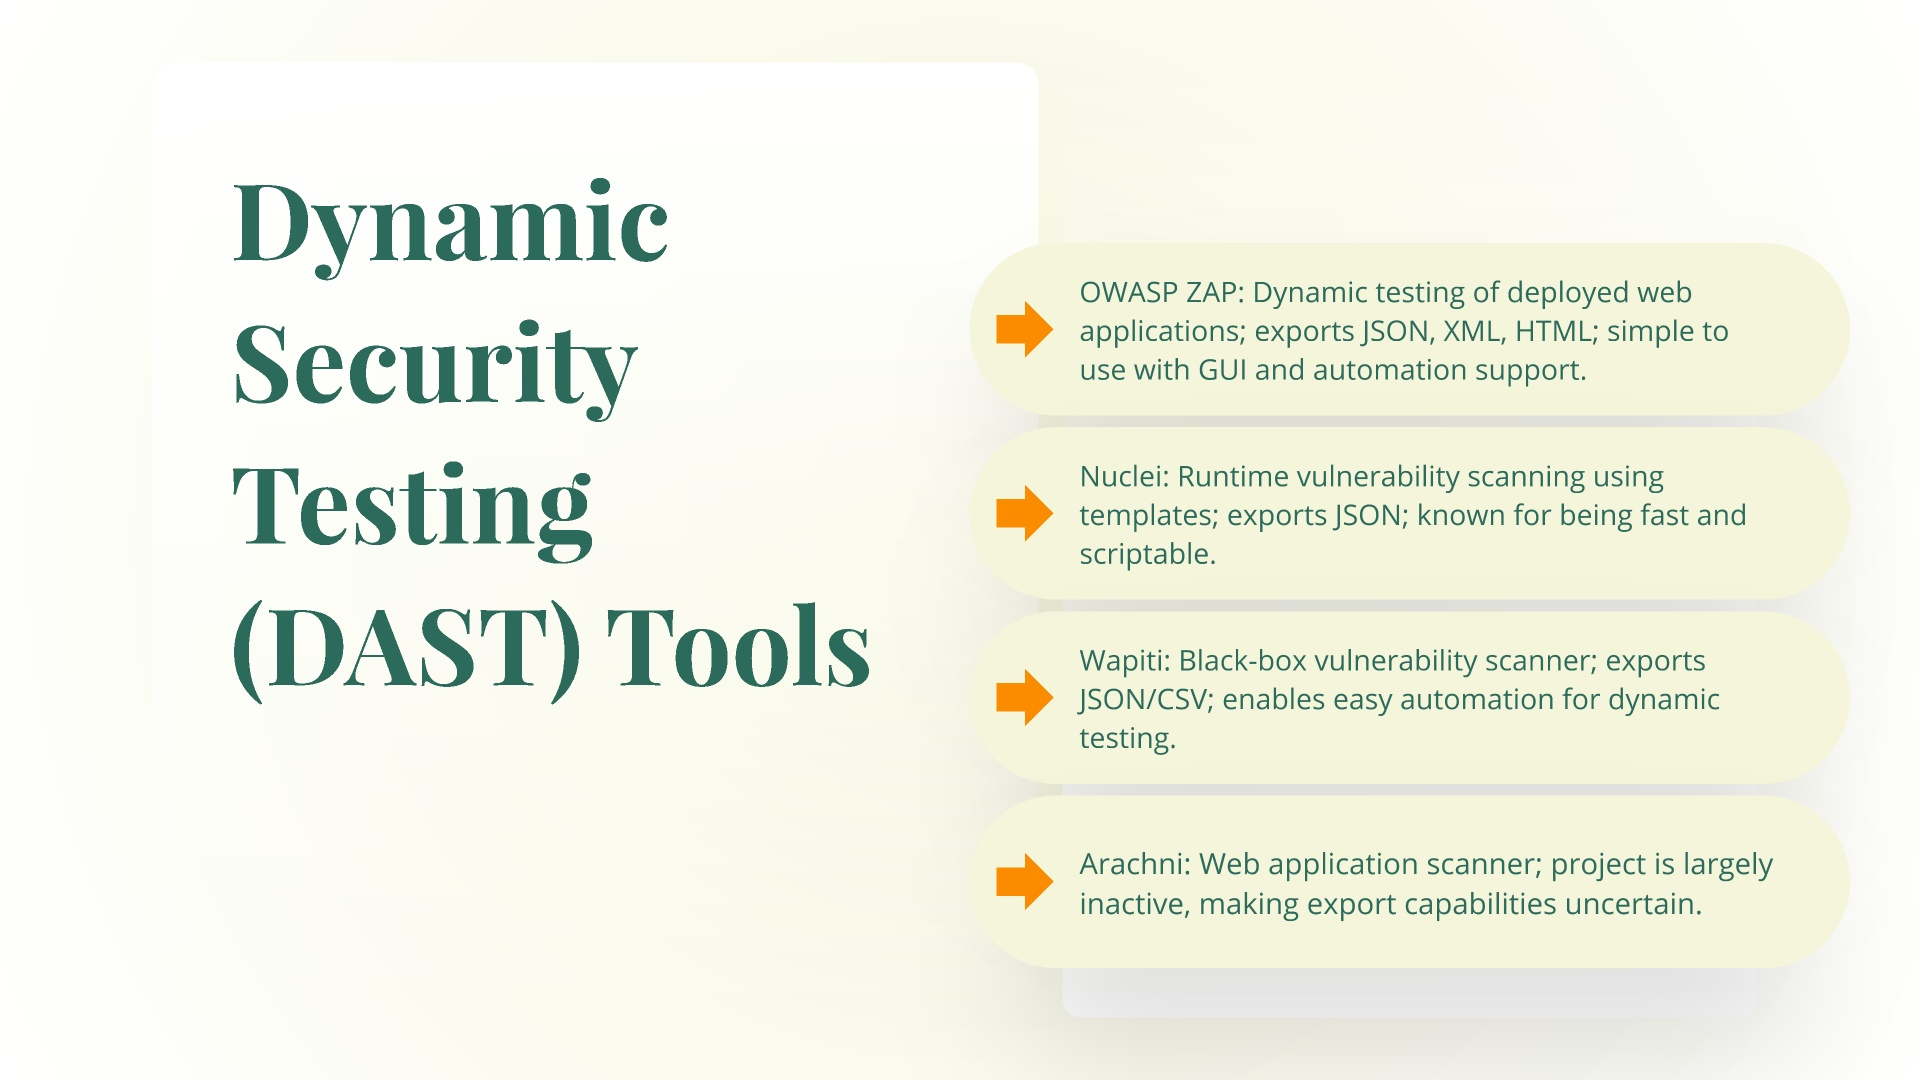 Dynamic
Security
Testing
(DAST) Tools
OWASP ZAP: Dynamic testing of deployed web
applications; exports JSON, XML, HTML; simple to
use with GUI and automation support.
Nuclei: Runtime vulnerability scanning using
templates; exports JSON; known for being fast and
scriptable.
Wapiti: Black-box vulnerability scanner; exports
JSON/CSV; enables easy automation for dynamic
testing.
Arachni: Web application scanner; project is largely
inactive, making export capabilities uncertain.